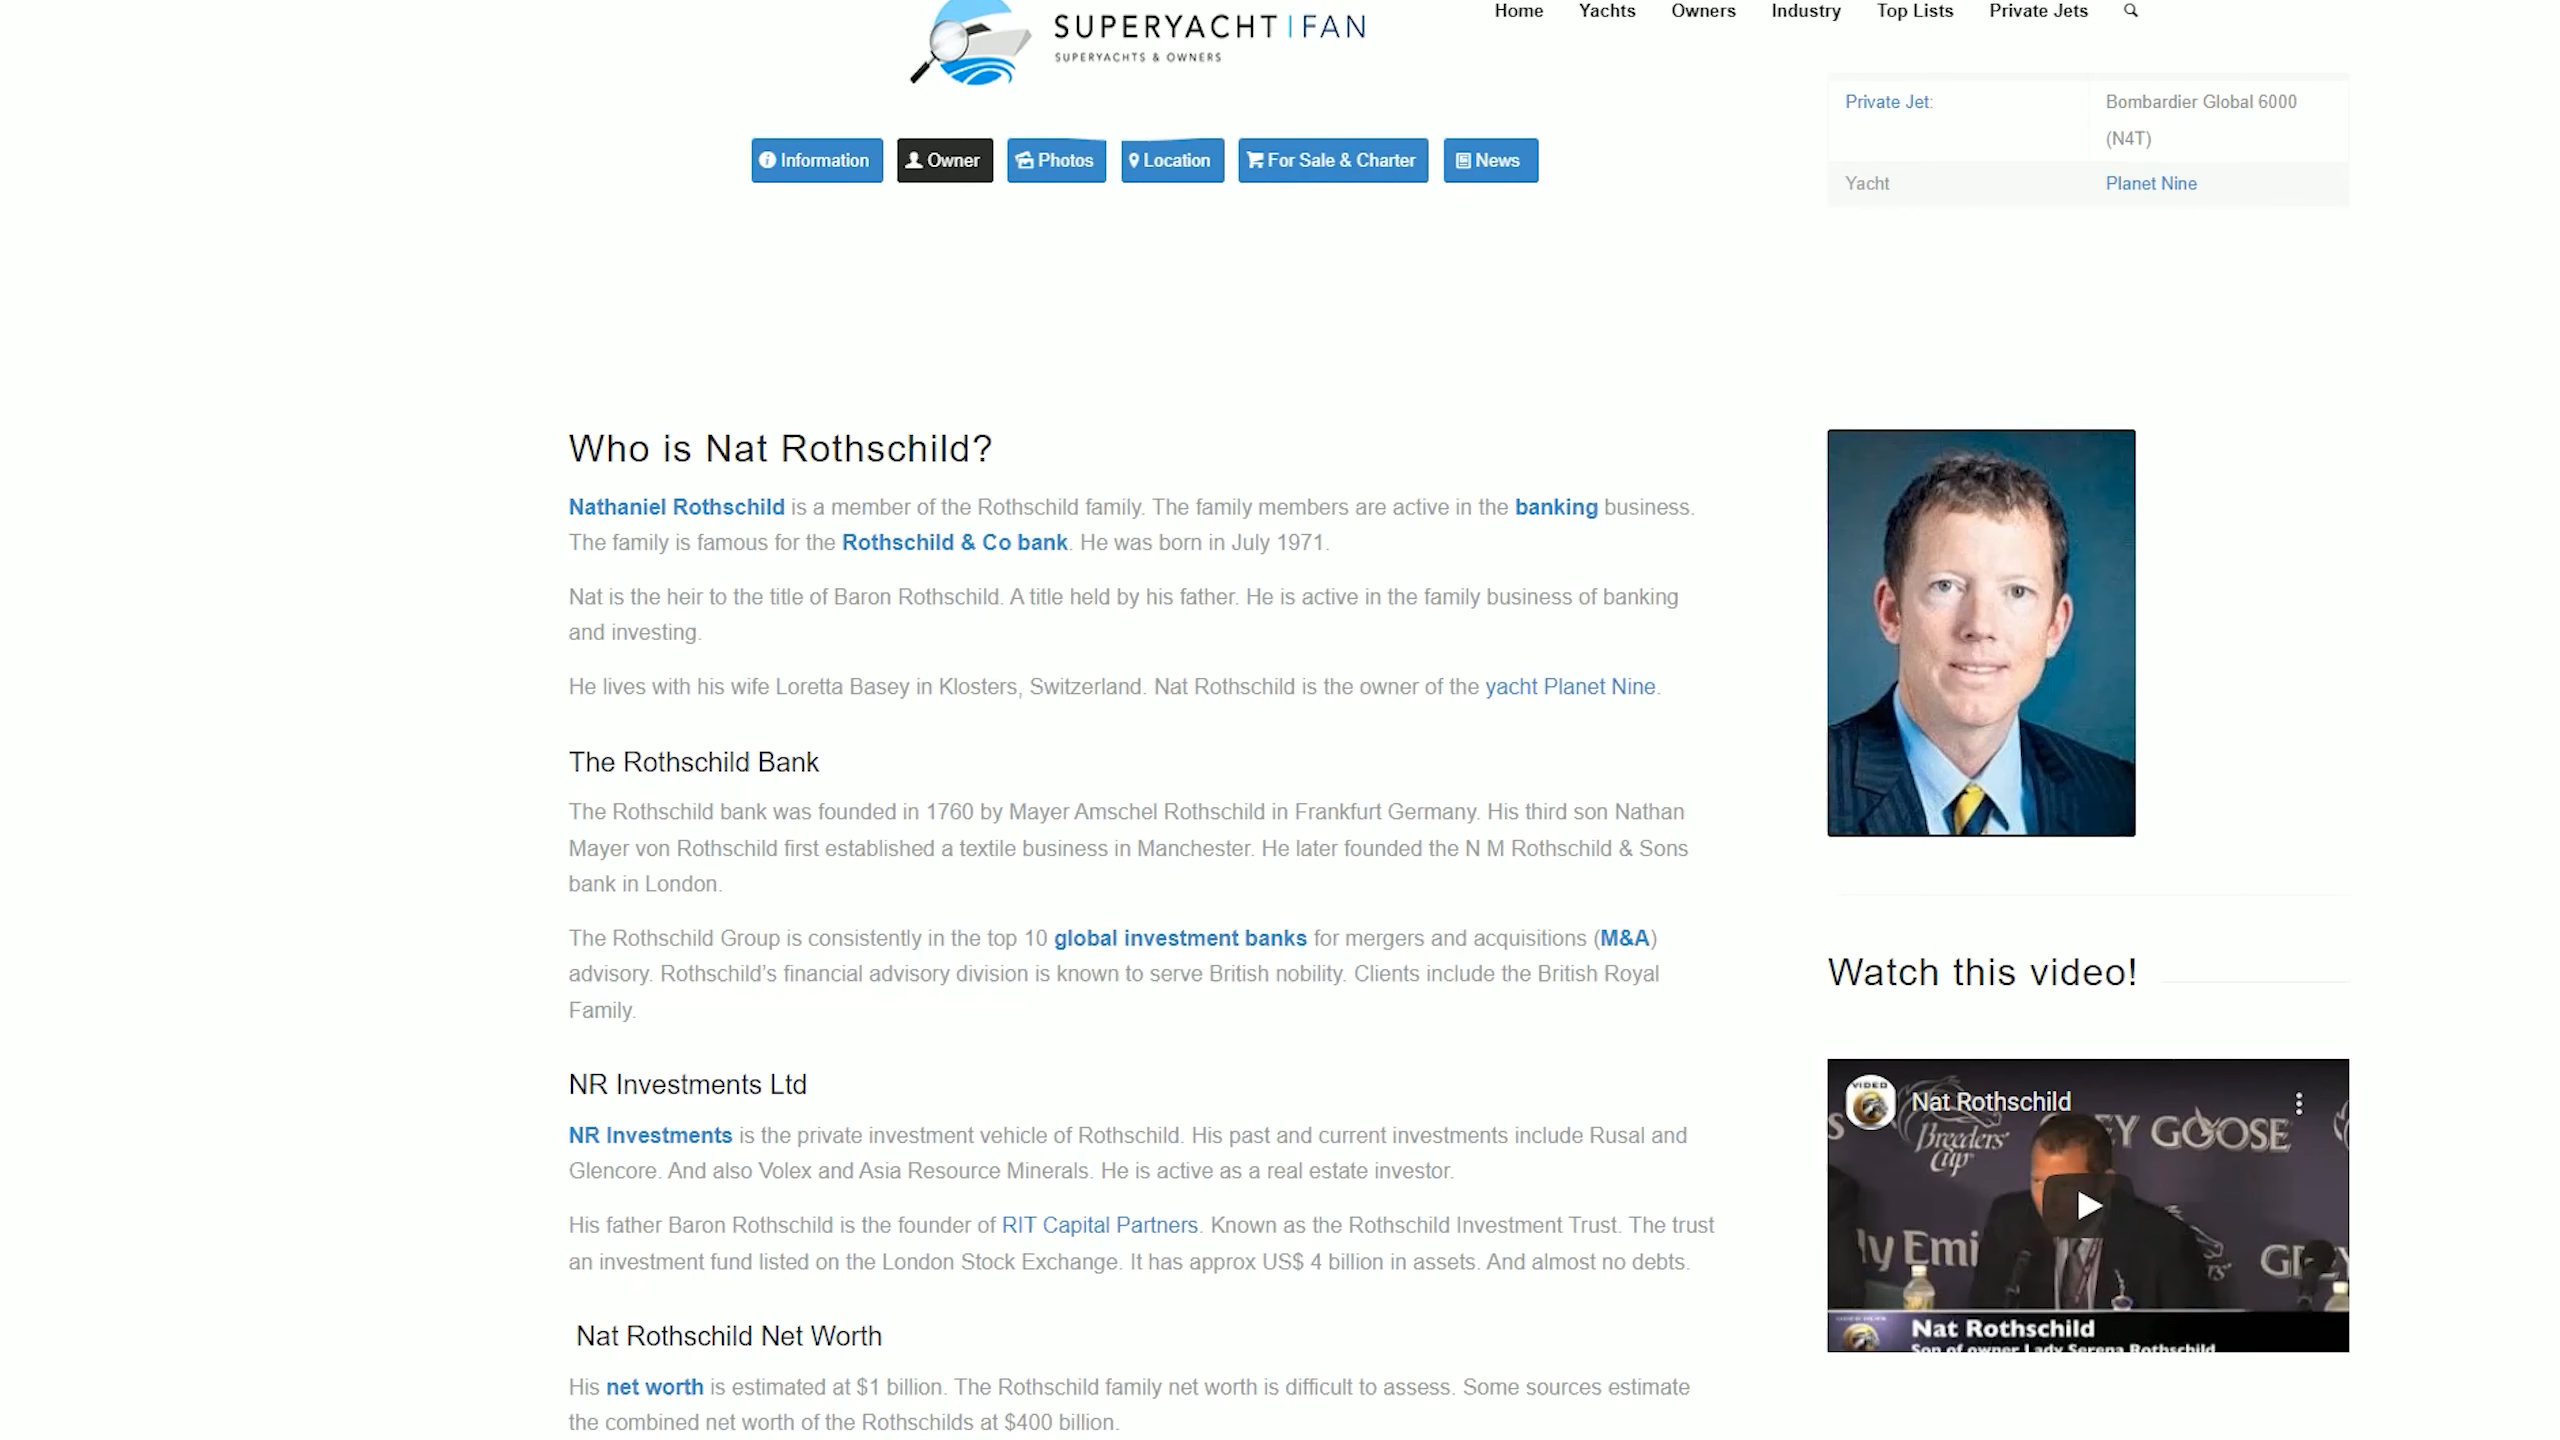 SUPERYACHT|FAN
SUPERYACHTS & OWNERS
Home Yachts Owners Industry Top Lists Private Jets
Private Jet: Bombardier Global 6000
(N4T)
Information Owner Photos Location For Sale & Charter News
Yacht Planet Nine
Who is Nat Rothschild?
Nathaniel Rothschild is a member of the Rothschild family. The family members are active in the banking business.
The family is famous for the Rothschild & Co bank. He was born in July 1971.
Nat is the heir to the title of Baron Rothschild. A title held by his father. He is active in the family business of banking
and investing.
He lives with his wife Loretta Basey in Klosters, Switzerland. Nat Rothschild is the owner of the yacht Planet Nine.
The Rothschild Bank
The Rothschild bank was founded in 1760 by Mayer Amschel Rothschild in Frankfurt Germany. His third son Nathan
Mayer von Rothschild first established a textile business in Manchester. He later founded the N M Rothschild & Sons
bank in London.
The Rothschild Group is consistently in the top 10 global investment banks for mergers and acquisitions (M&A)
advisory. Rothschild's financial advisory division is known to serve British nobility. Clients include the British Royal
Family.
NR Investments Ltd
NR Investments is the private investment vehicle of Rothschild. His past and current investments include Rusal and
Glencore. And also Volex and Asia Resource Minerals. He is active as a real estate investor.
His father Baron Rothschild is the founder of RIT Capital Partners. Known as the Rothschild Investment Trust. The trust
an investment fund listed on the London Stock Exchange. It has approx US$ 4 billion in assets. And almost no debts.
Nat Rothschild Net Worth
His net worth is estimated at $1 billion. The Rothschild family net worth is difficult to assess. Some sources estimate
the combined net worth of the Rothschilds at $400 billion.
Watch this video!
VIDEO
Nat Rothschild
Breeders'
Cup
EY GOOSE
ly Emi
GREY
Nat Rothschild
Son of owner Lady Serena Rothschild